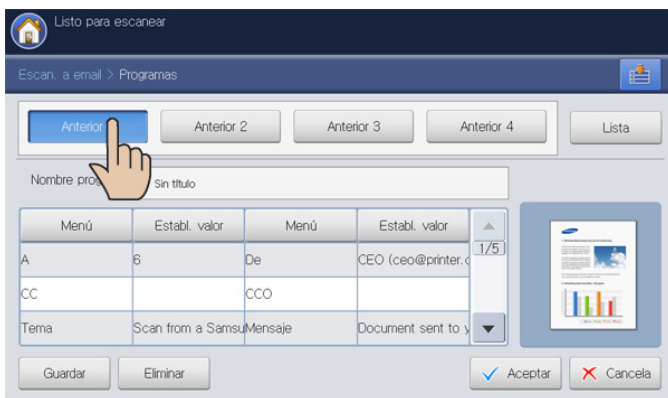 Listo para escanear
Escan. a email > Programas
Anterior Anterior 2 Anterior 3 Anterior 4 Lista
Nombre Sin título
Menú Establ. valor Menú Establ. valor
A 6 De CEO (ceo@printer.c 1/5
CC CCO
Tema Scan from a Samsu Mensaje Document sent to y
Guardar Eliminar Aceptar Cancela